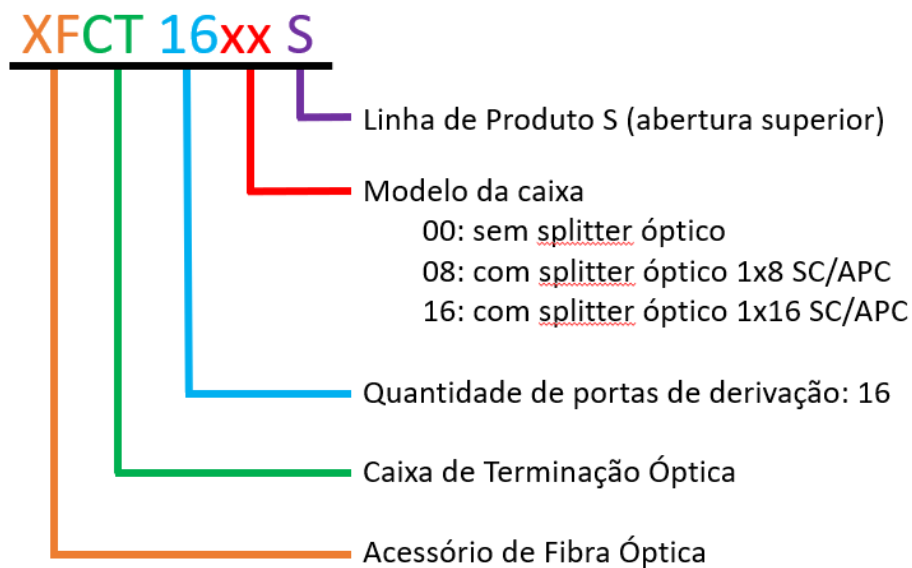 XFCT 16xx S
Linha de Produto S (abertura superior)
Modelo da caixa
00: sem splitter óptico
08: com splitter óptico 1x8 SC/APC
16: com splitter óptico 1x16 SC/APC
Quantidade de portas de derivação: 16
Caixa de Terminação Óptica
Acessório de Fibra Óptica